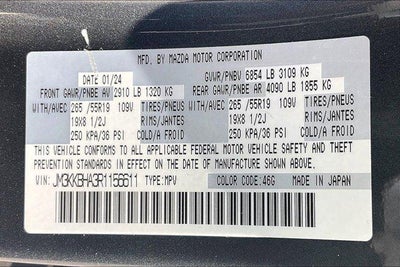 MFD. BY MAZDA MOTOR CORPORATION
DATE 01/24 GVWR/PNBV 6854 LB 3109 KG
FRONT GAWR/PNBE AV 2910 LB 1320 KG REAR GAWR/PNBE AR 4090 LB 1855 KG
WITH/AVEC 265 /55R19 109V TIRES/PNEUS WITH/AVEC 265 /55R19 109V TIRES/PNEUS
19X8 1/2J RIMS/JANTES 19X8 1/2J RIMS/JANTES
250 KPA/36 PSI COLD/A FROID 250 KPA/36 PSI COLD/A FROID
THIS VEHICLE CONFORMS TO ALL APPLICABLE FEDERAL MOTOR VEHICLE SAFETY AND THEFT
PREVENTION STANDARDS IN EFFECT ON THE DATE OF MANUFACTURE SHOWN ABOVE.
VIN: JM3KKBHA3R1156611 TYPE:MPV COLOR:46G MADE IN JAPAN